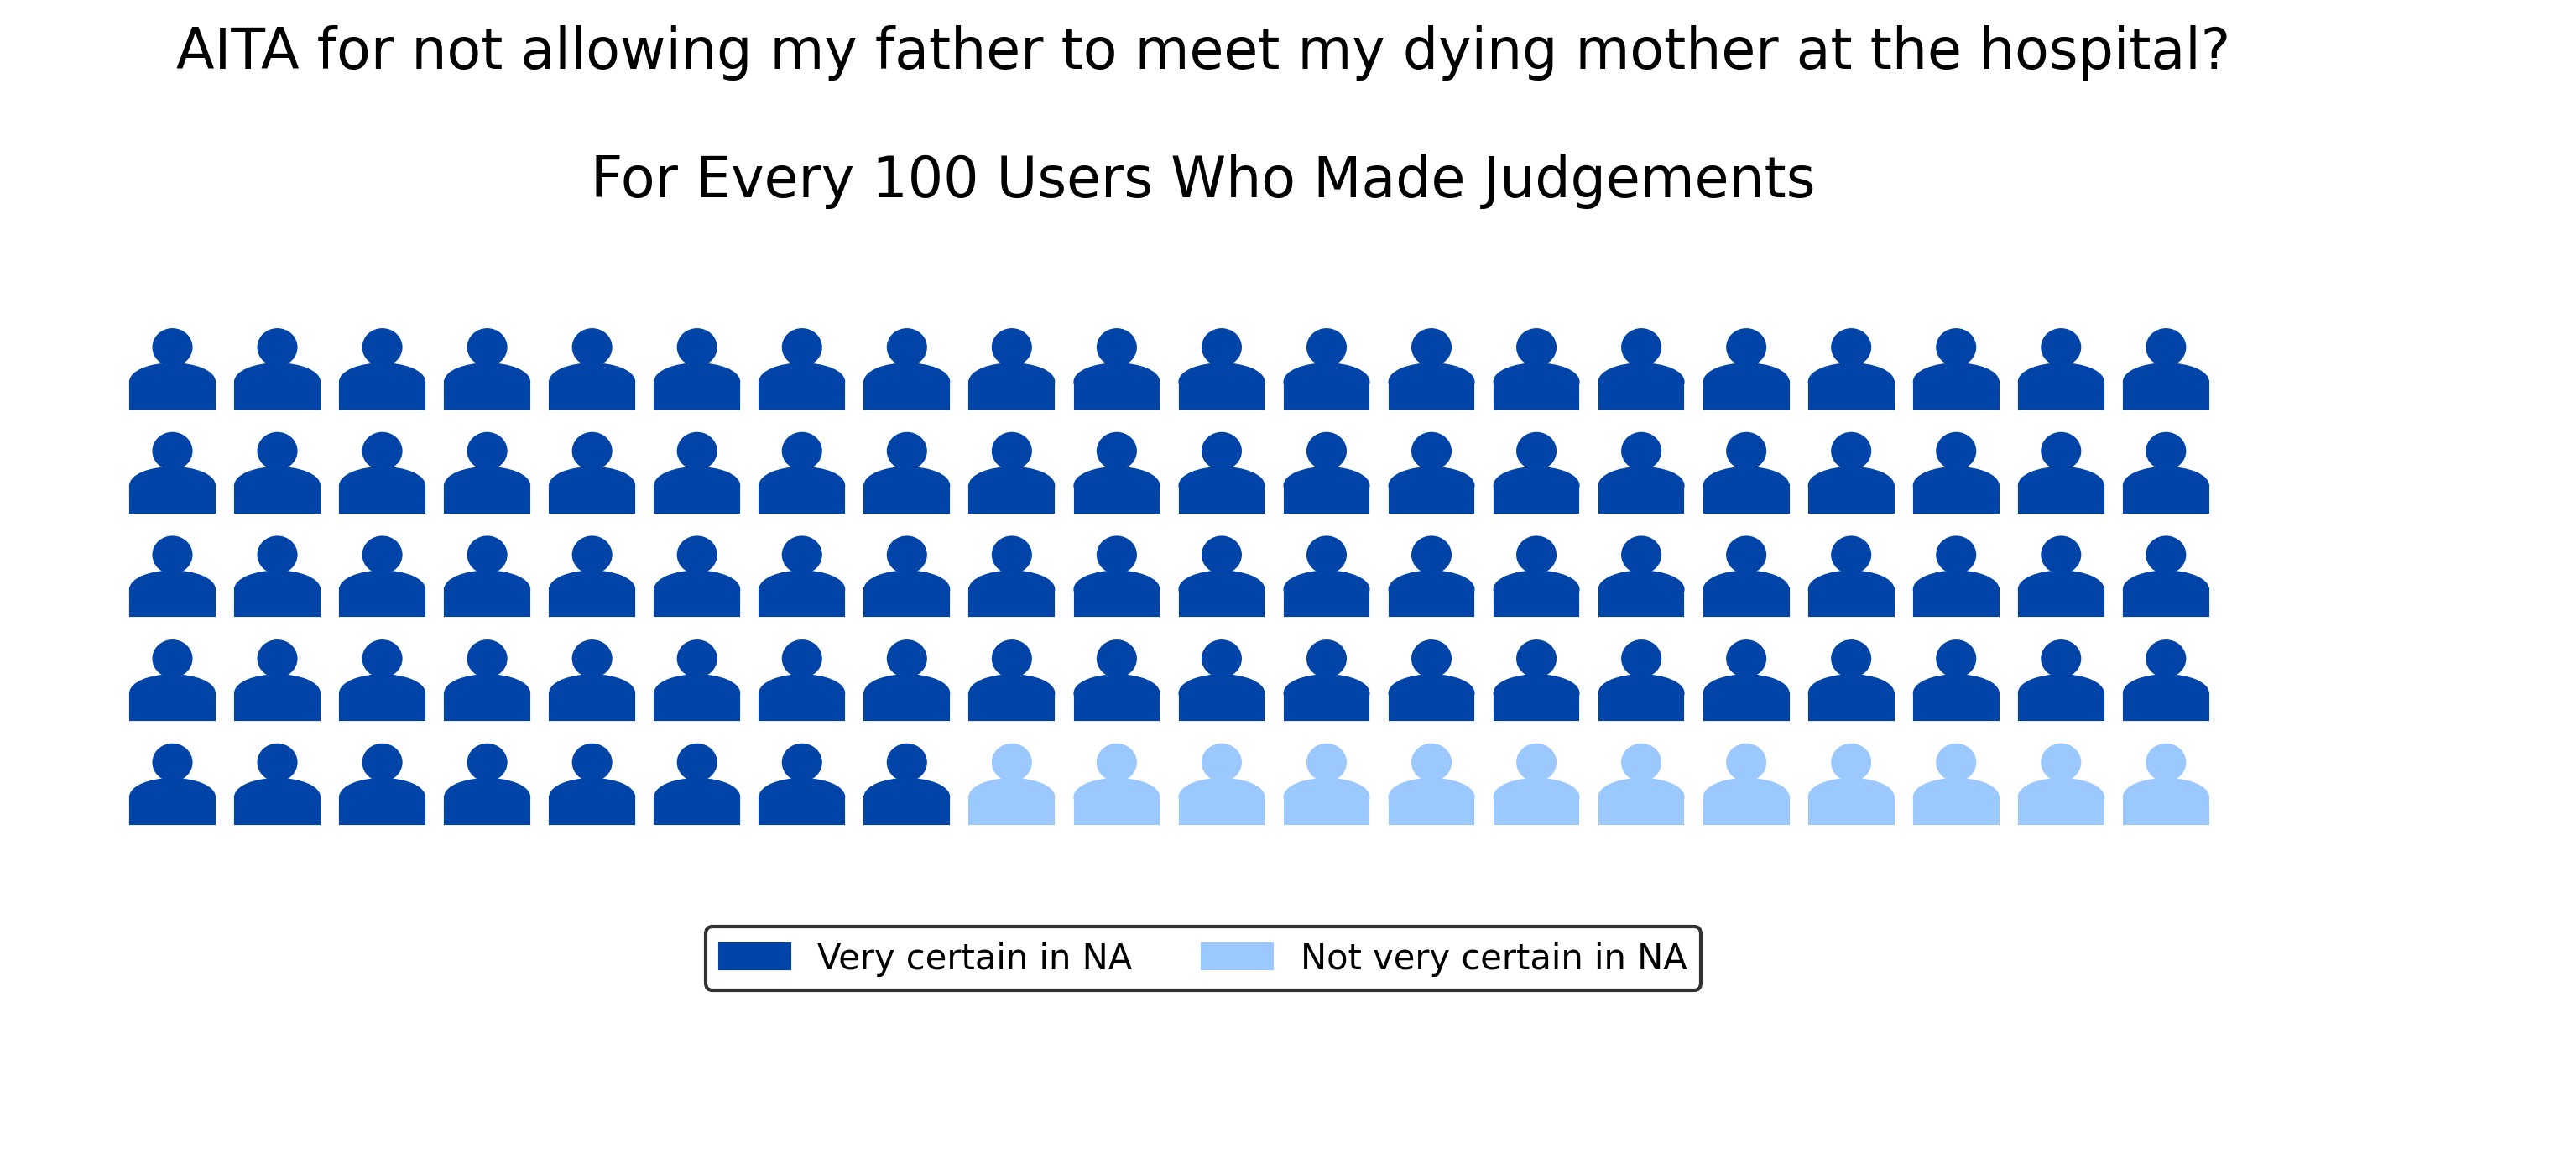 AITA for not allowing my father to meet my dying mother at the hospital?
For Every 100 Users Who Made Judgements
Very certain in NA
Not very certain in NA